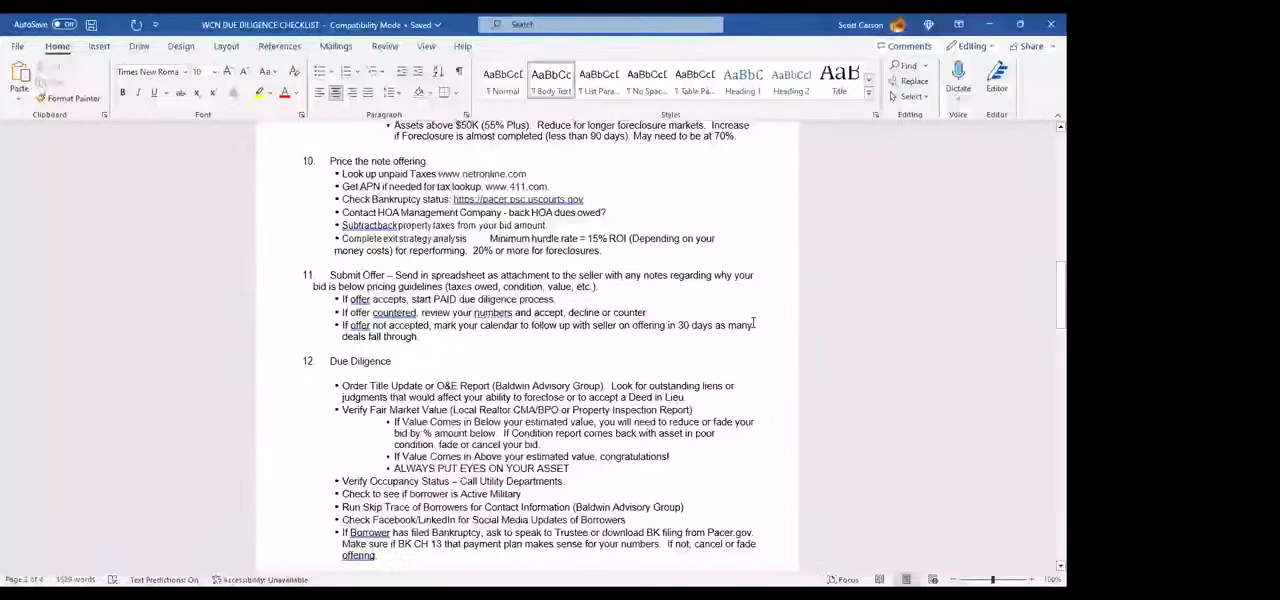 AutoSave Off WCN DUE DILIGENCE CHECKLIST - Compatibility Mode • Saved Search Scott Carson
File Home Insert Draw Design Layout References Mailings Review View Help Comments Editing Share
Paste Format Painter Times New Roma 10 Aa AaBbCcI AaBbCc AaBbCcI AaBbCcI AaBbCcI AaBbC AaBbCcI AaB Find Replace Select Dictate Editor
B I U ab A ¶ Normal ¶ Body Text ¶ List Para... ¶ No Spac... ¶ Table Pa... Heading 1 Heading 2 Title
Clipboard Font Paragraph Styles Editing Voice Editor
• Assets above $50K (55% Plus). Reduce for longer foreclosure markets. Increase
if Foreclosure is almost completed (less than 90 days). May need to be at 70%.
10. Price the note offering.
• Look up unpaid Taxes www.netronline.com
• Get APN if needed for tax lookup. www.411.com.
• Check Bankruptcy status: https://pacer.psc.uscourts.gov
• Contact HOA Management Company - back HOA dues owed?
• Subtract back property taxes from your bid amount.
• Complete exit strategy analysis Minimum hurdle rate = 15% ROI (Depending on your
money costs) for reperforming. 20% or more for foreclosures.
11. Submit Offer – Send in spreadsheet as attachment to the seller with any notes regarding why your
bid is below pricing guidelines (taxes owed, condition, value, etc.).
• If offer accepts, start PAID due diligence process.
• If offer countered, review your numbers and accept, decline or counter.
• If offer not accepted, mark your calendar to follow up with seller on offering in 30 days as many
deals fall through.
12. Due Diligence
• Order Title Update or O&E Report (Baldwin Advisory Group). Look for outstanding liens or
judgments that would affect your ability to foreclose or to accept a Deed in Lieu.
• Verify Fair Market Value (Local Realtor CMA/BPO or Property Inspection Report)
• If Value Comes in Below your estimated value, you will need to reduce or fade your
bid by % amount below. If Condition report comes back with asset in poor
condition, fade or cancel your bid.
• If Value Comes in Above your estimated value, congratulations!
• ALWAYS PUT EYES ON YOUR ASSET
• Verify Occupancy Status – Call Utility Departments.
• Check to see if borrower is Active Military
• Run Skip Trace of Borrowers for Contact Information (Baldwin Advisory Group)
• Check Facebook/LinkedIn for Social Media Updates of Borrowers
• If Borrower has filed Bankruptcy, ask to speak to Trustee or download BK filing from Pacer.gov.
Make sure if BK CH 13 that payment plan makes sense for your numbers. If not, cancel or fade
offering.
Page 2 of 4 1529 words Text Predictions: On Accessibility: Unavailable Focus 100%